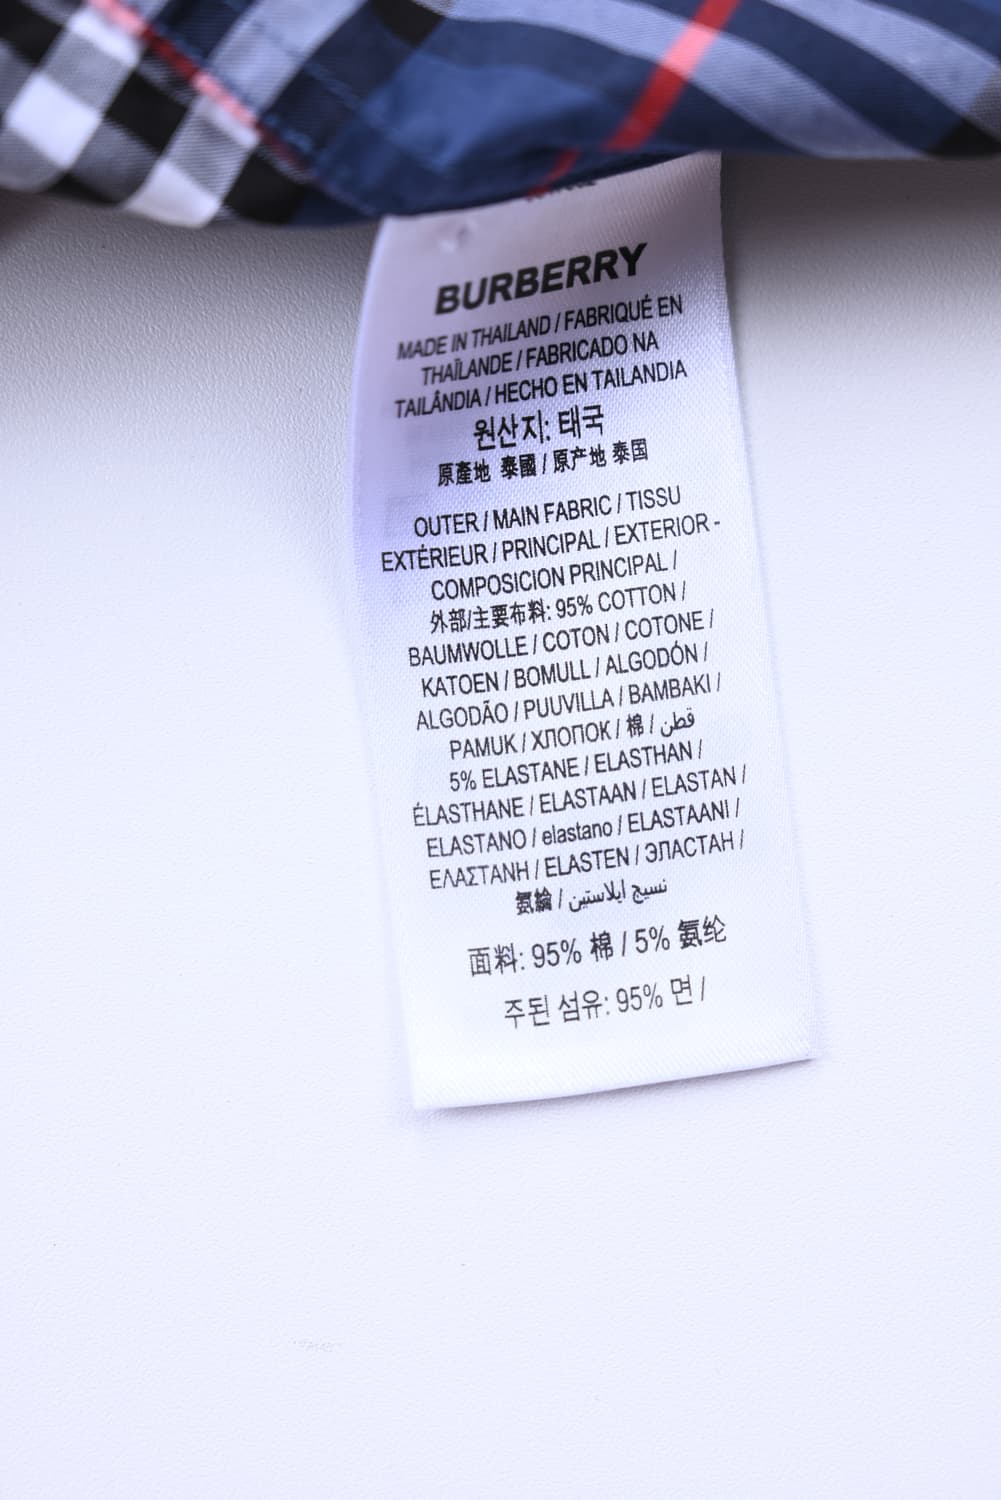 BURBERRY
MADE IN THAILAND / FABRIQUÉ EN
THAÏLANDE / FABRICADO NA
TAILÂNDIA / HECHO EN TAILANDIA
원산지: 태국
原產地 泰國 / 原产地 泰国
OUTER / MAIN FABRIC / TISSU
EXTÉRIEUR / PRINCIPAL / EXTERIOR -
COMPOSICION PRINCIPAL /
外部/主要布料: 95% COTTON /
BAUMWOLLE / COTON / COTONE /
KATOEN / BOMULL / ALGODÓN /
ALGODÃO / PUUVILLA / BAMBAKI /
PAMUK / ХЛОПОК / 棉 / قطن
5% ELASTANE / ELASTHAN /
ÉLASTHANE / ELASTAAN / ELASTAN /
ELASTANO / elastano / ELASTAANI /
ΕΛΑΣΤΑΝΗ / ELASTEN / ЭЛАСТАН /
氨綸 / نسيج ايلاستين
面料: 95% 棉 / 5% 氨纶
주된 섬유: 95% 면 /